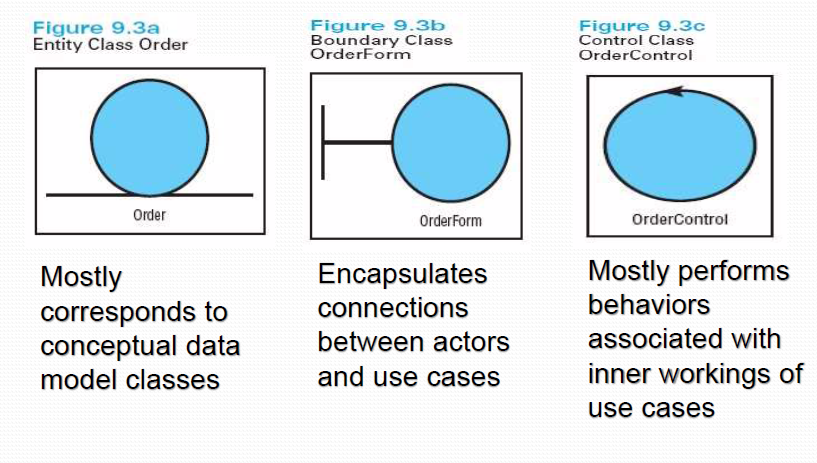 Figure 9.3a
Entity Class Order
Order
Mostly
corresponds to
conceptual data
model classes
Figure 9.3b
Boundary Class
OrderForm
OrderForm
Encapsulates
connections
between actors
and use cases
Figure 9.3c
Control Class
OrderControl
OrderControl
Mostly performs
behaviors
associated with
inner workings of
use cases